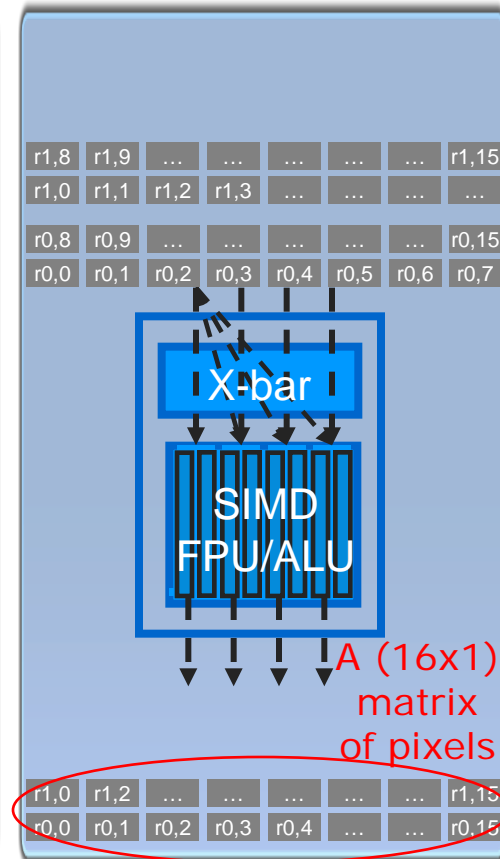 r1,8 r1,9 … … … … … r1,15
r1,0 r1,1 r1,2 r1,3 … … … …
r0,8 r0,9 … … … … … r0,15
r0,0 r0,1 r0,2 r0,3 r0,4 r0,5 r0,6 r0,7
X-bar
SIMD
FPU/ALU
A (16x1)
matrix
of pixels
r1,0 r1,2 … … … … … r1,15
r0,0 r0,1 r0,2 r0,3 r0,4 … … r0,15